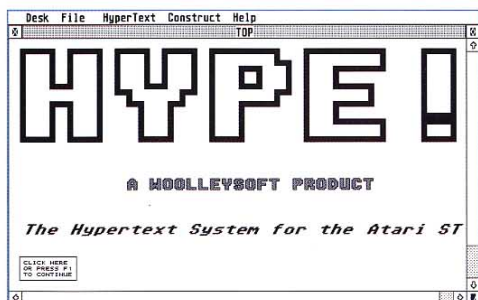 Desk File HyperText Construct Help
TOP
HYPE!
A WOOLLEYSOFT PRODUCT
The Hypertext System for the Atari ST
CLICK HERE
OR PRESS F1
TO CONTINUE